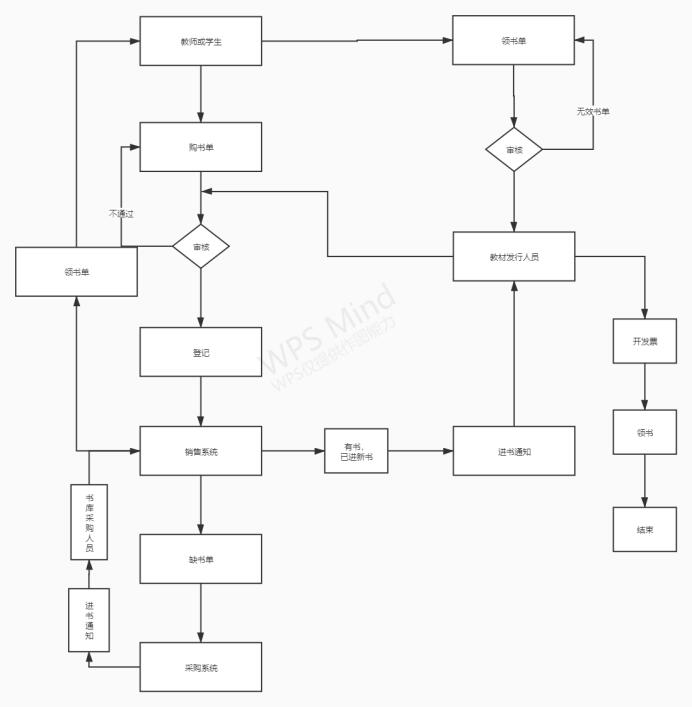 教师或学生
领书单
无效书单
购书单
审核
不通过
审核
领书单
教材发行人员
登记
开发票
WPS Mind
WPS仅提供作图能力
销售系统
有书,
已进新书
进书通知
领书
书库采购人员
结束
缺书单
进书通知
采购系统